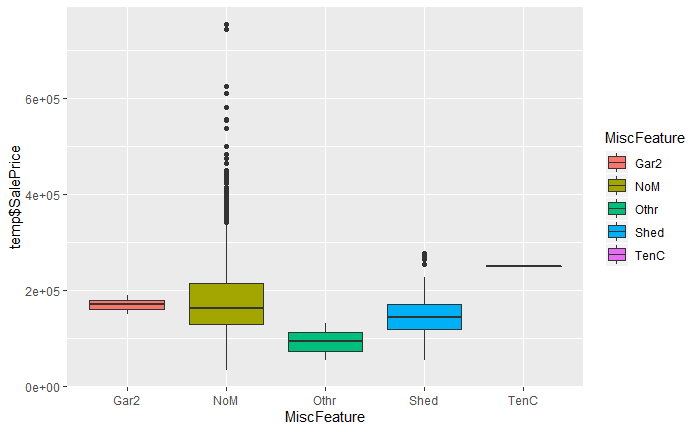 temp$SalePrice
6e+05
4e+05
2e+05
0e+00
Gar2 NoM Othr Shed TenC
MiscFeature
MiscFeature
Gar2
NoM
Othr
Shed
TenC